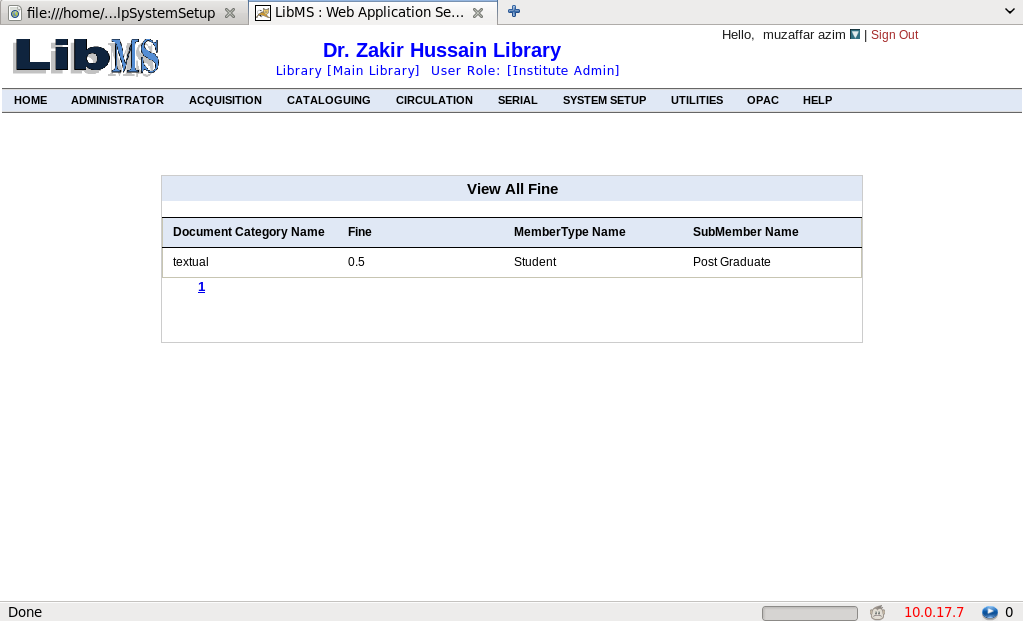 file:///home/...lpSystemSetup LibMS : Web Application Se...
Hello, muzaffar azim | Sign Out
LibMS
Dr. Zakir Hussain Library
Library [Main Library] User Role: [Institute Admin]
HOME ADMINISTRATOR ACQUISITION CATALOGUING CIRCULATION SERIAL SYSTEM SETUP UTILITIES OPAC HELP
View All Fine
Document Category Name Fine MemberType Name SubMember Name
textual 0.5 Student Post Graduate
1
Done 10.0.17.7 0